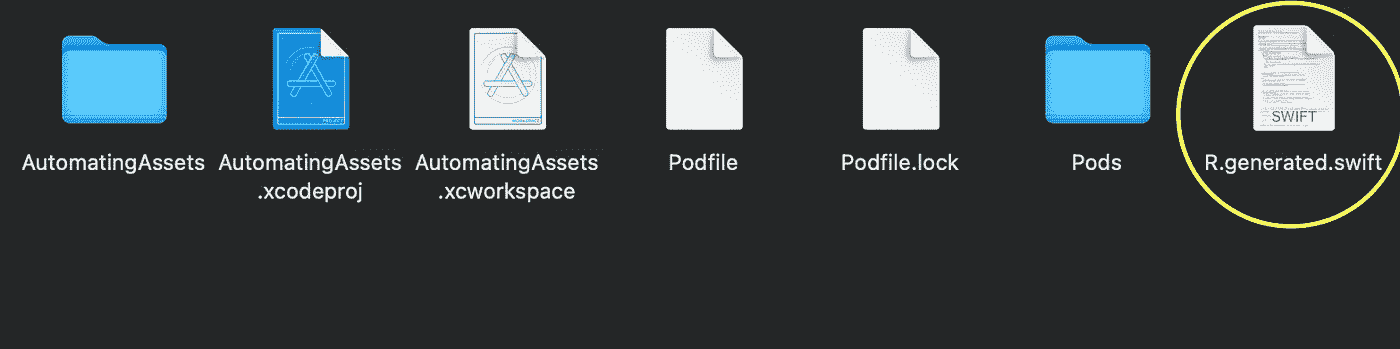 SWIFT
AutomatingAssets
AutomatingAssets
.xcodeproj
AutomatingAssets
.xcworkspace
Podfile
Podfile.lock
Pods
R.generated.swift